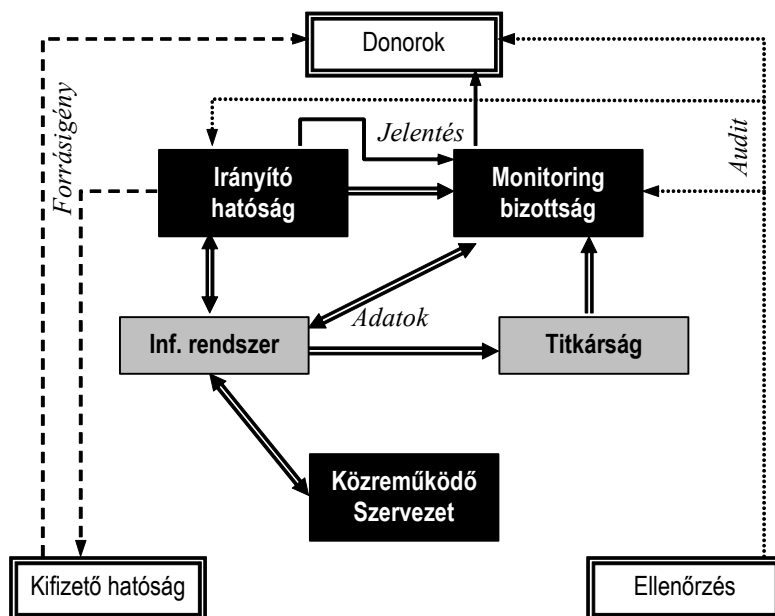 Donorok
Jelentés
Forrásigény
Audit
Irányító
hatóság
Monitoring
bizottság
Adatok
Inf. rendszer
Titkárság
Közreműködő
Szervezet
Kifizető hatóság
Ellenőrzés